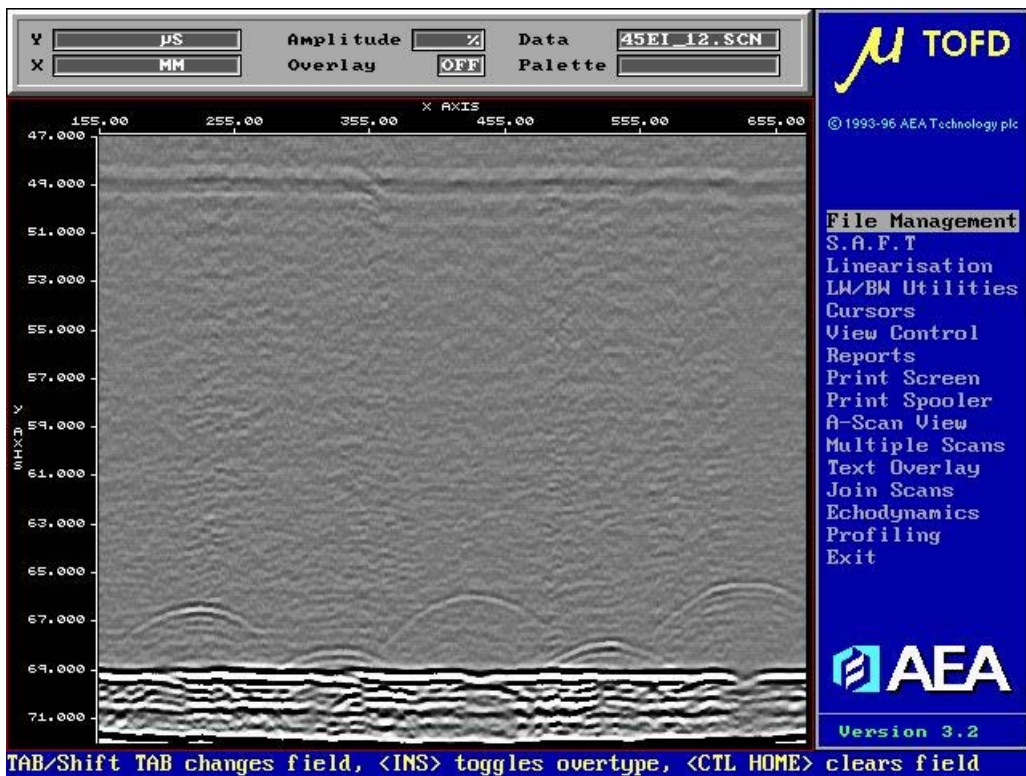 Y µS Amplitude % Data 45EI_12.SCN
X MM Overlay OFF Palette
µ TOFD
© 1993-96 AEA Technology plc
X AXIS
155.00 255.00 355.00 455.00 555.00 655.00
47.000
49.000
51.000
53.000
55.000
57.000
59.000
61.000
63.000
65.000
67.000
69.000
71.000
Y AXIS
File Management
S.A.F.T
Linearisation
LW/BW Utilities
Cursors
View Control
Reports
Print Screen
Print Spooler
A-Scan View
Multiple Scans
Text Overlay
Join Scans
Echodynamics
Profiling
Exit
AEA
Version 3.2
TAB/Shift TAB changes field, <INS> toggles overtype, <CTL HOME> clears field